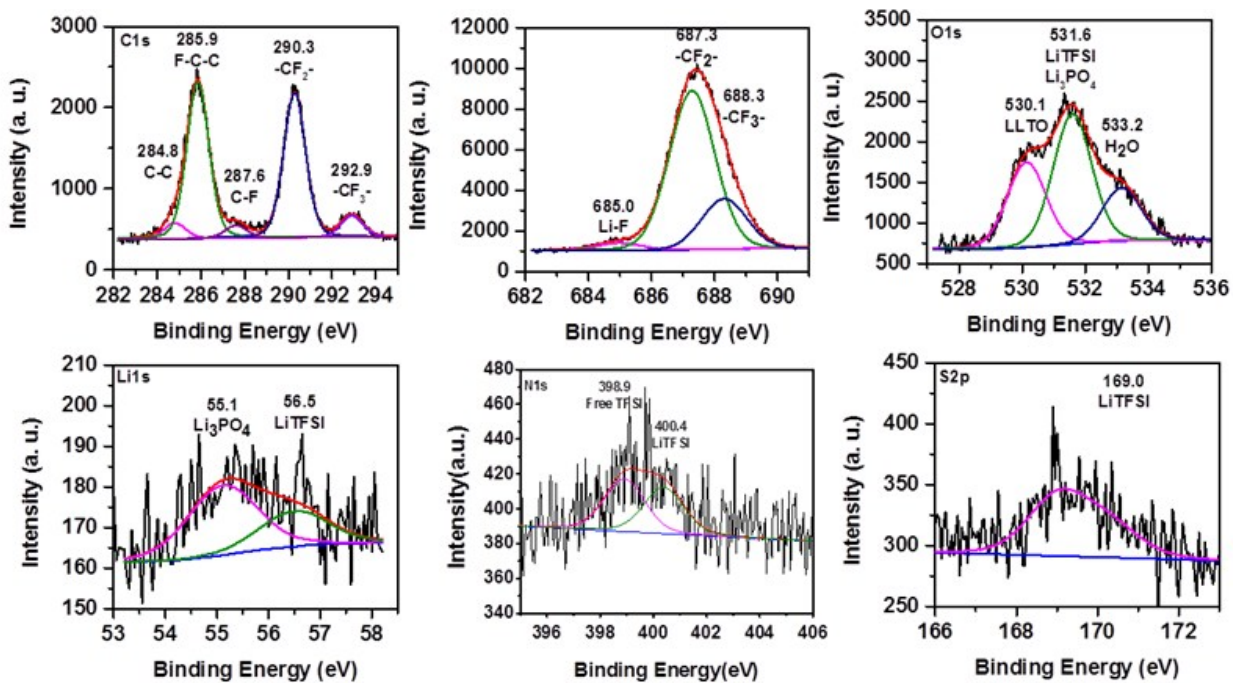 C1s
285.9
F-C-C
290.3
-CF₂-
284.8
C-C
287.6
C-F
292.9
-CF₃-
3000
2000
1000
0
Intensity (a. u.)
282 284 286 288 290 292 294
Binding Energy (eV)
687.3
-CF₂-
688.3
-CF₃-
685.0
Li-F
12000
10000
8000
6000
4000
2000
0
Intensity (a. u.)
682 684 686 688 690
Binding Energy (eV)
O1s
531.6
LiTFSI
Li₃PO₄
530.1
LLTO
533.2
H₂O
3500
3000
2500
2000
1500
1000
500
Intensity (a. u.)
528 530 532 534 536
Binding Energy (eV)
Li1s
55.1
Li₃PO₄
56.5
LiTFSI
210
200
190
180
170
160
150
Intensity (a. u.)
53 54 55 56 57 58
Binding Energy (eV)
N1s
398.9
Free TFSI
400.4
LiTFSI
480
460
440
420
400
380
360
340
Intensity(a.u.)
396 398 400 402 404 406
Binding Energy(eV)
S2p
169.0
LiTFSI
450
400
350
300
250
Intensity (a. u.)
166 168 170 172
Binding Energy (eV)